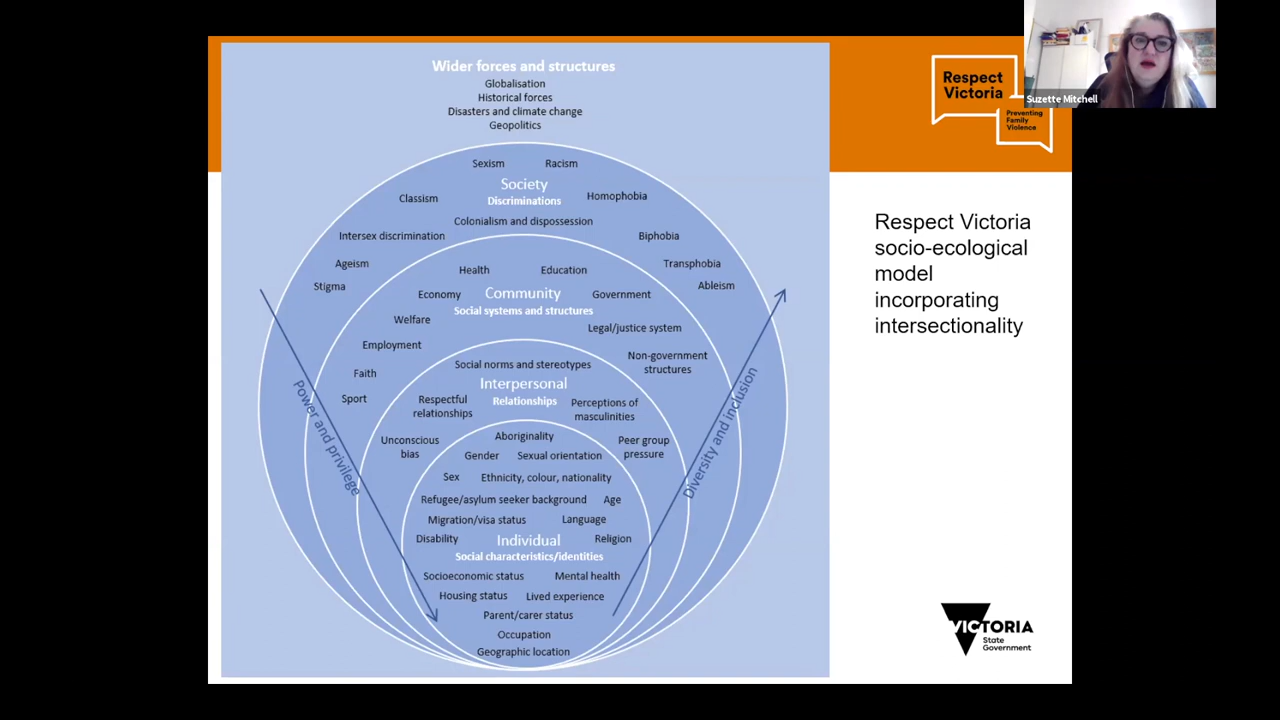 Wider forces and structures
Globalisation
Historical forces
Disasters and climate change
Geopolitics
Sexism
Racism
Society
Discriminations
Classism
Homophobia
Colonialism and dispossession
Intersex discrimination
Biphobia
Ageism
Transphobia
Stigma
Ableism
Health
Education
Economy
Community
Government
Social systems and structures
Welfare
Legal/justice system
Employment
Non-government
structures
Faith
Sport
Social norms and stereotypes
Interpersonal
Relationships
Respectful
relationships
Perceptions of
masculinities
Unconscious
bias
Peer group
pressure
Aboriginality
Gender
Sexual orientation
Sex
Ethnicity, colour, nationality
Refugee/asylum seeker background
Age
Migration/visa status
Language
Disability
Individual
Religion
Social characteristics/identities
Socioeconomic status
Mental health
Housing status
Lived experience
Parent/carer status
Occupation
Geographic location
Power and privilege
Diversity and inclusion
Respect
Victoria
Preventing
Family
Violence
Suzette Mitchell
Respect Victoria
socio-ecological
model
incorporating
intersectionality
VICTORIA
State
Government